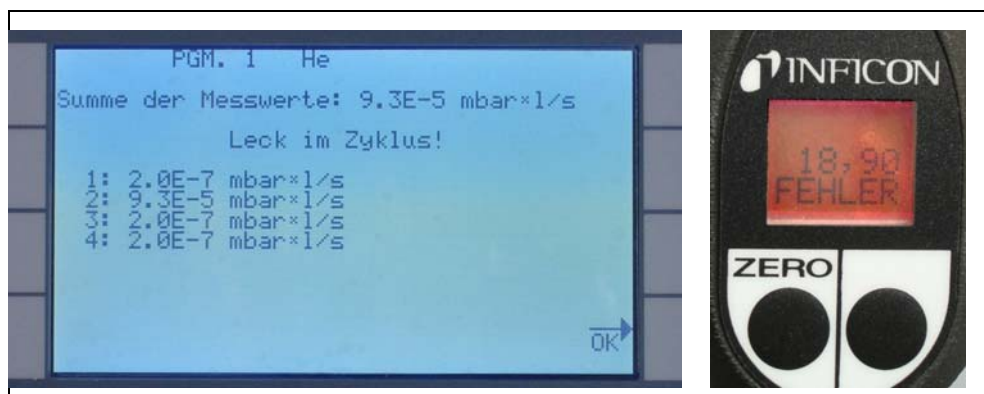 PGM. 1 He
Summe der Messwerte: 9.3E-5 mbar×l/s
Leck im Zyklus!
1: 2.0E-7 mbar×l/s
2: 9.3E-5 mbar×l/s
3: 2.0E-7 mbar×l/s
4: 2.0E-7 mbar×l/s
OK
INFICON
18,90
FEHLER
ZERO